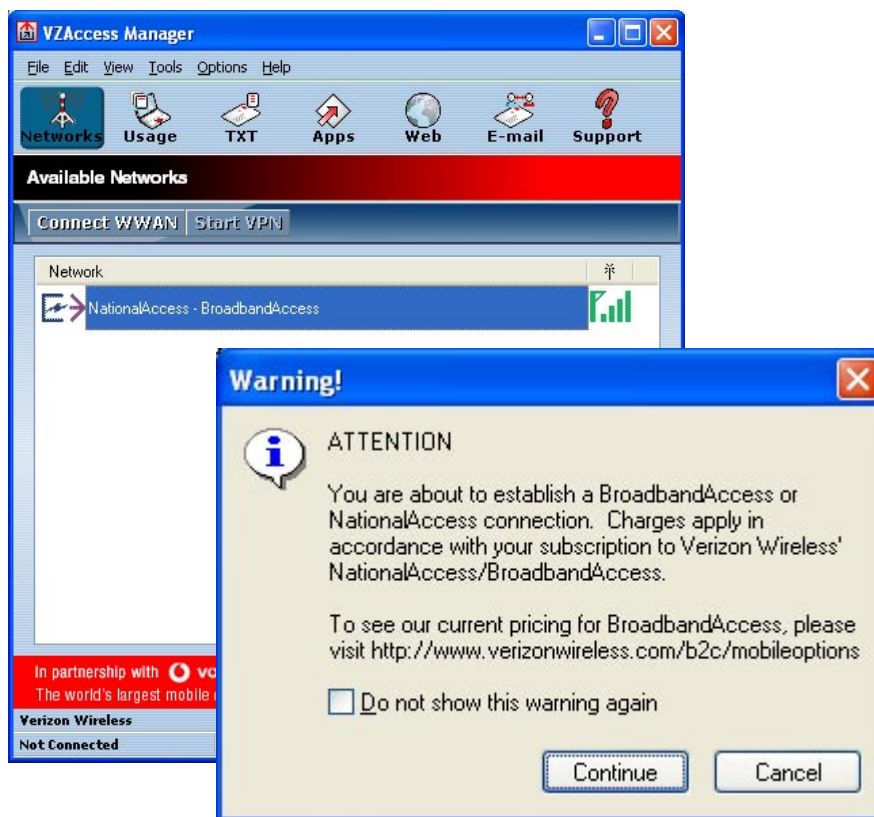 VZAccess Manager
File Edit View Tools Options Help
Networks Usage TXT Apps Web E-mail Support
Available Networks
Connect WWAN Start VPN
Network
NationalAccess - BroadbandAccess
Warning!
ATTENTION
You are about to establish a BroadbandAccess or
NationalAccess connection. Charges apply in
accordance with your subscription to Verizon Wireless'
NationalAccess/BroadbandAccess.
To see our current pricing for BroadbandAccess, please
visit http://www.verizonwireless.com/b2c/mobileoptions
Do not show this warning again
Continue Cancel
In partnership with
The world's largest mobile
Verizon Wireless
Not Connected